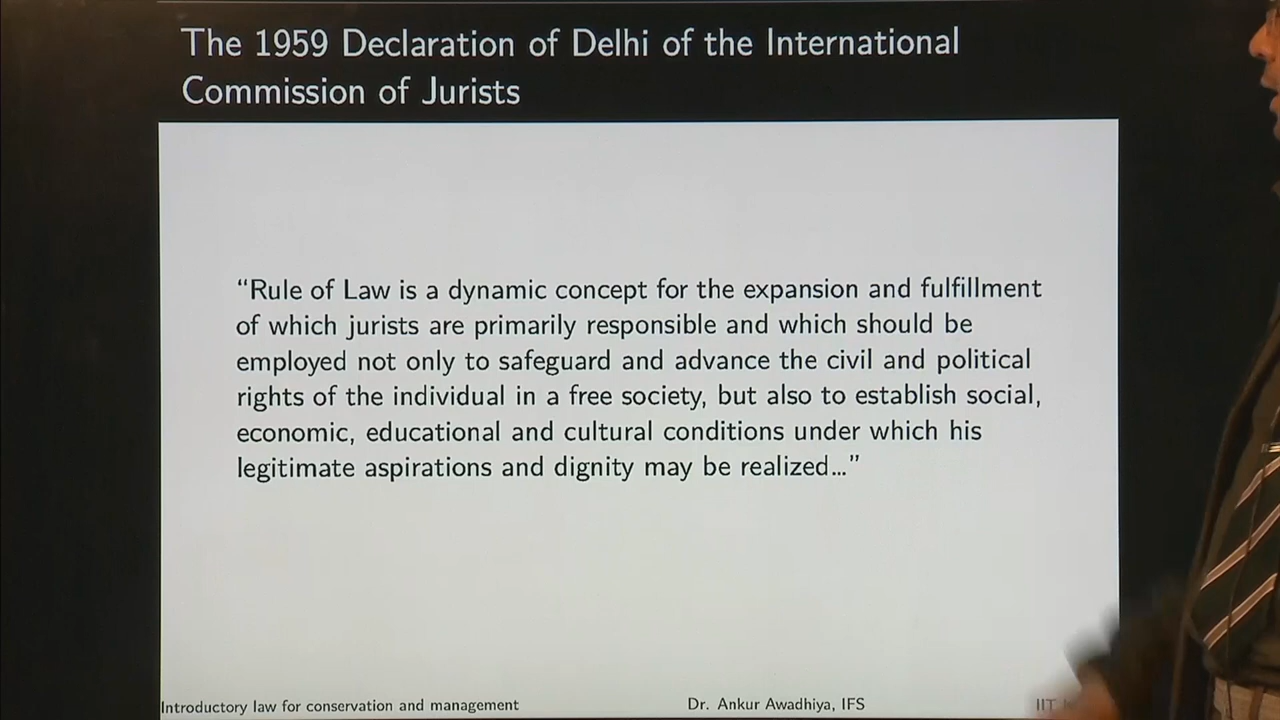 The 1959 Declaration of Delhi of the International
Commission of Jurists
“Rule of Law is a dynamic concept for the expansion and fulfillment
of which jurists are primarily responsible and which should be
employed not only to safeguard and advance the civil and political
rights of the individual in a free society, but also to establish social,
economic, educational and cultural conditions under which his
legitimate aspirations and dignity may be realized...”
Introductory law for conservation and management
Dr. Ankur Awadhiya, IFS
IIT